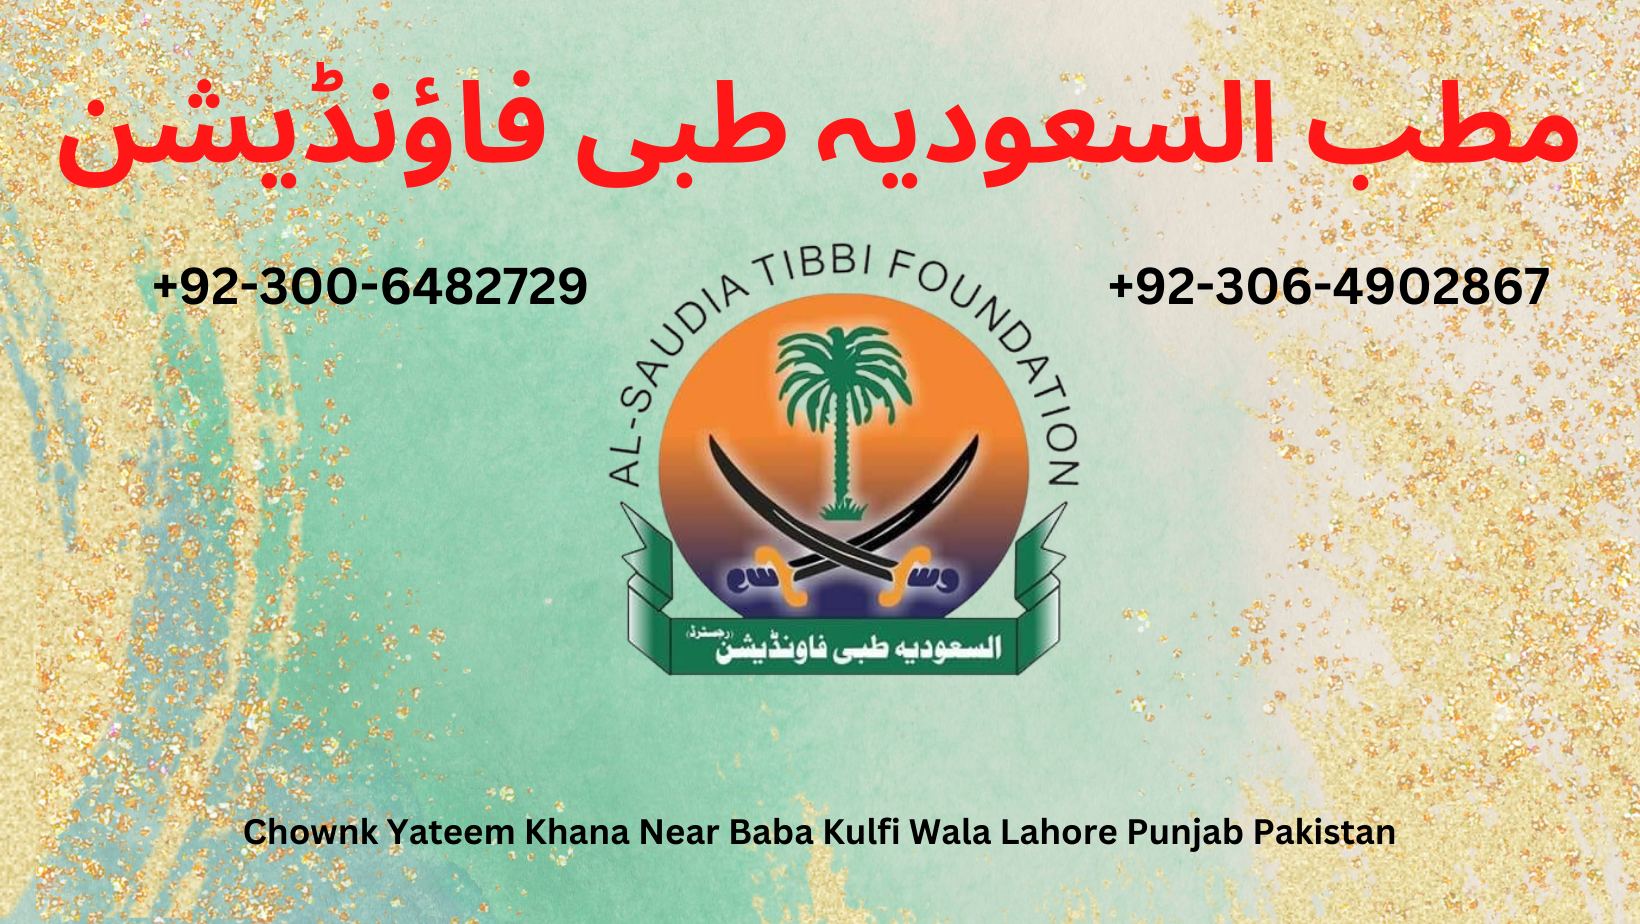 مطب السعودیہ طبی فاؤنڈیشن
+92-300-6482729
+92-306-4902867
AL-SAUDIA TIBBI FOUNDATION
السعودیہ طبی فاونڈیشن (رجسٹرڈ)
Chownk Yateem Khana Near Baba Kulfi Wala Lahore Punjab Pakistan